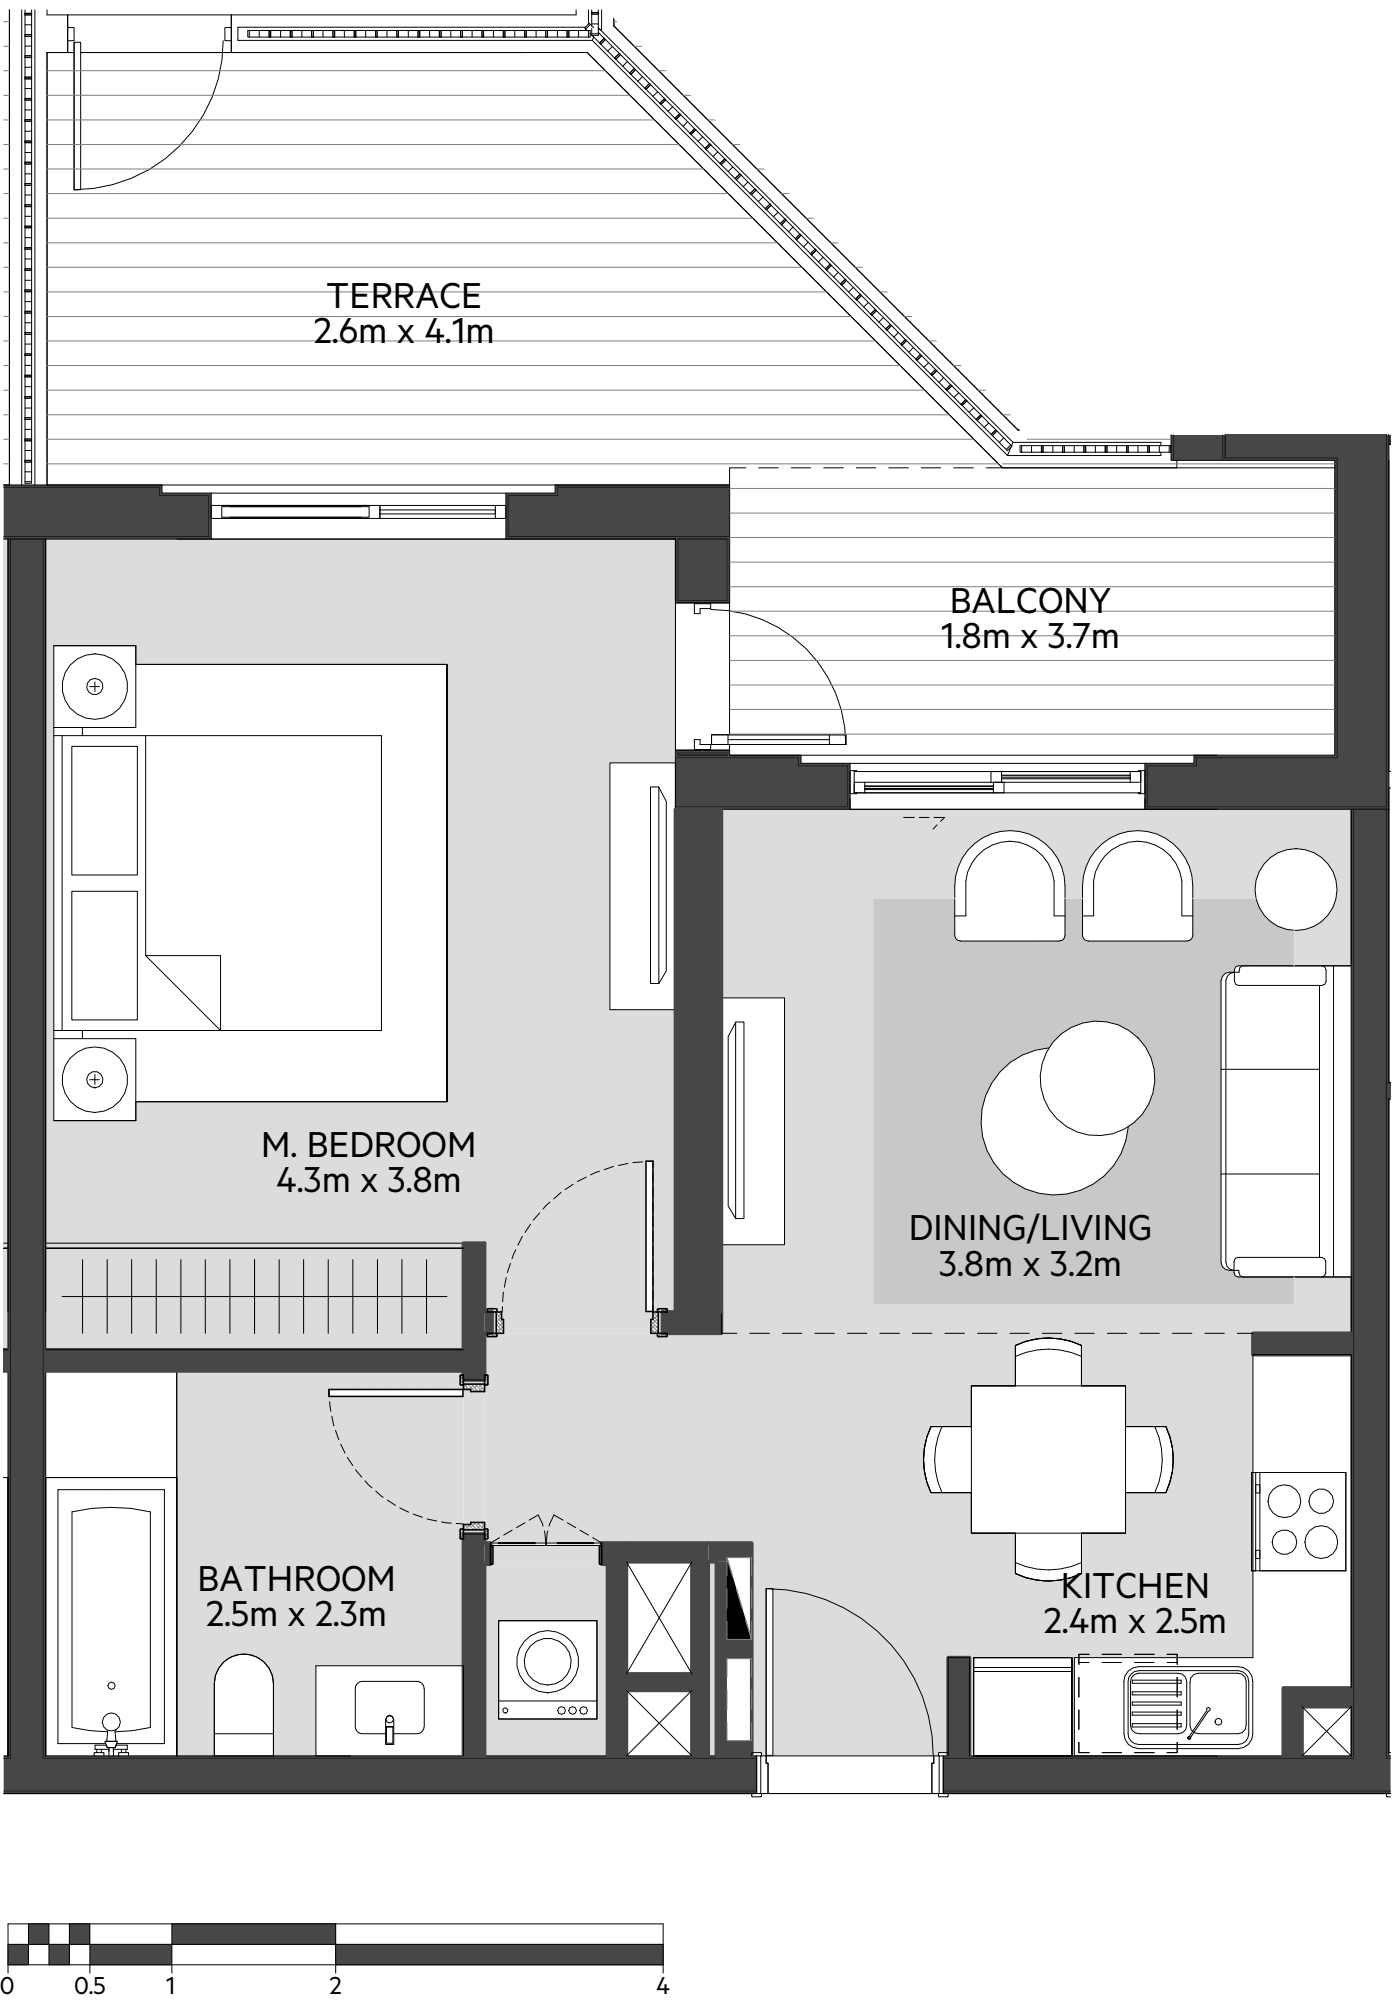 TERRACE
2.6m x 4.1m
BALCONY
1.8m x 3.7m
M. BEDROOM
4.3m x 3.8m
DINING/LIVING
3.8m x 3.2m
BATHROOM
2.5m x 2.3m
KITCHEN
2.4m x 2.5m
0 0.5 1 2 4